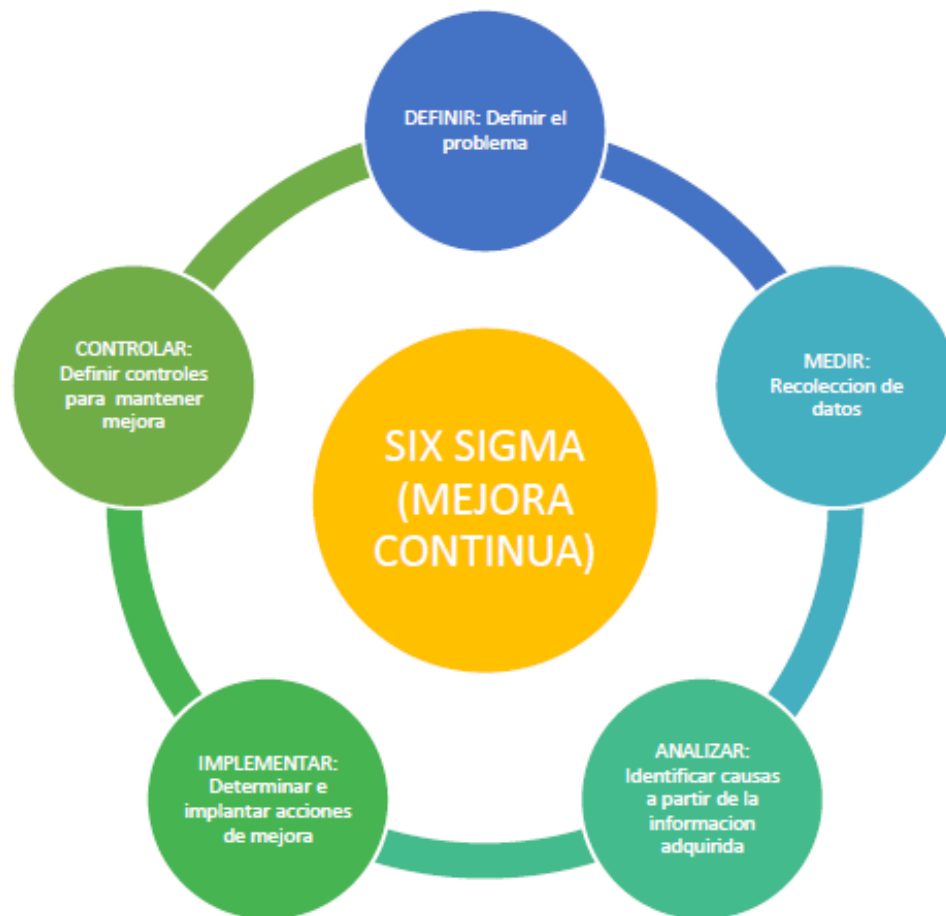 DEFINIR: Definir el
problema
MEDIR:
Recoleccion de
datos
ANALIZAR:
Identificar causas
a partir de la
informacion
adquirida
IMPLEMENTAR:
Determinar e
implantar acciones
de mejora
CONTROLAR:
Definir controles
para mantener
mejora
SIX SIGMA
(MEJORA
CONTINUA)